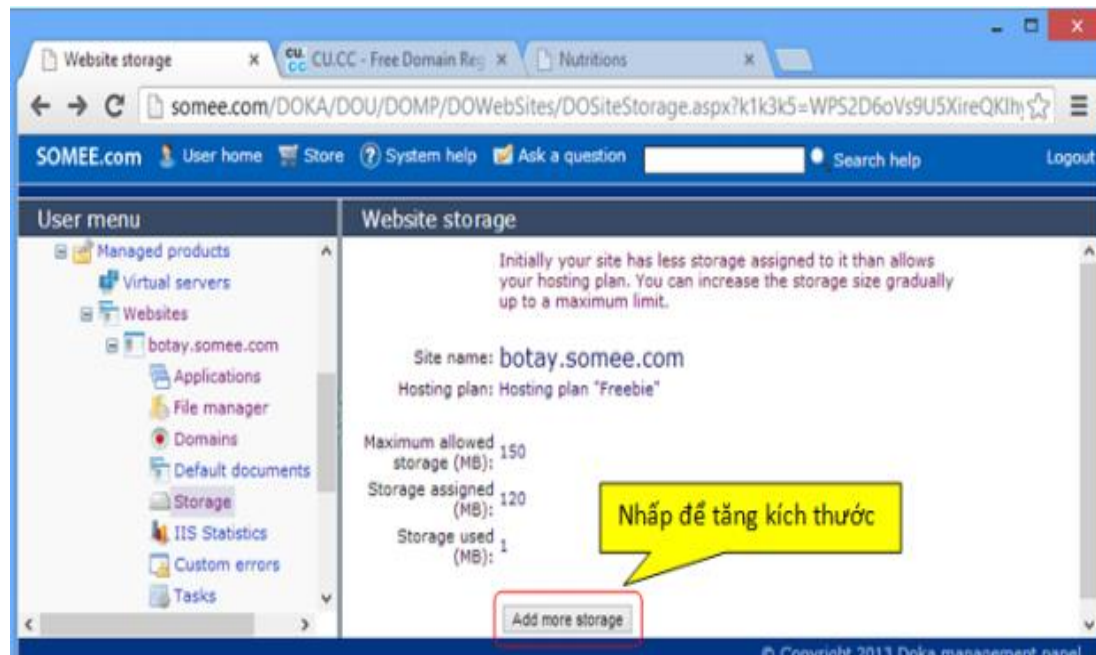 Website storage
CU.CC - Free Domain Reg
Nutritions
somee.com/DOKA/DOU/DOMP/DOWebSites/DOSiteStorage.aspx?k1k3k5=
SOMEE.com User home Store System help Ask a question Search help Logout
User menu
Managed products
Virtual servers
Websites
botay.somee.com
Applications
File manager
Domains
Default documents
Storage
IIS Statistics
Custom errors
Tasks
Website storage
Initially your site has less storage assigned to it than allows
your hosting plan. You can increase the storage size gradually
up to a maximum limit.
Site name: botay.somee.com
Hosting plan: Hosting plan "Freebie"
Maximum allowed
storage (MB): 150
Storage assigned
(MB): 120
Storage used
(MB): 1
Nhấp để tăng kích thước
Add more storage
© Copyright 2013 Doka management panel